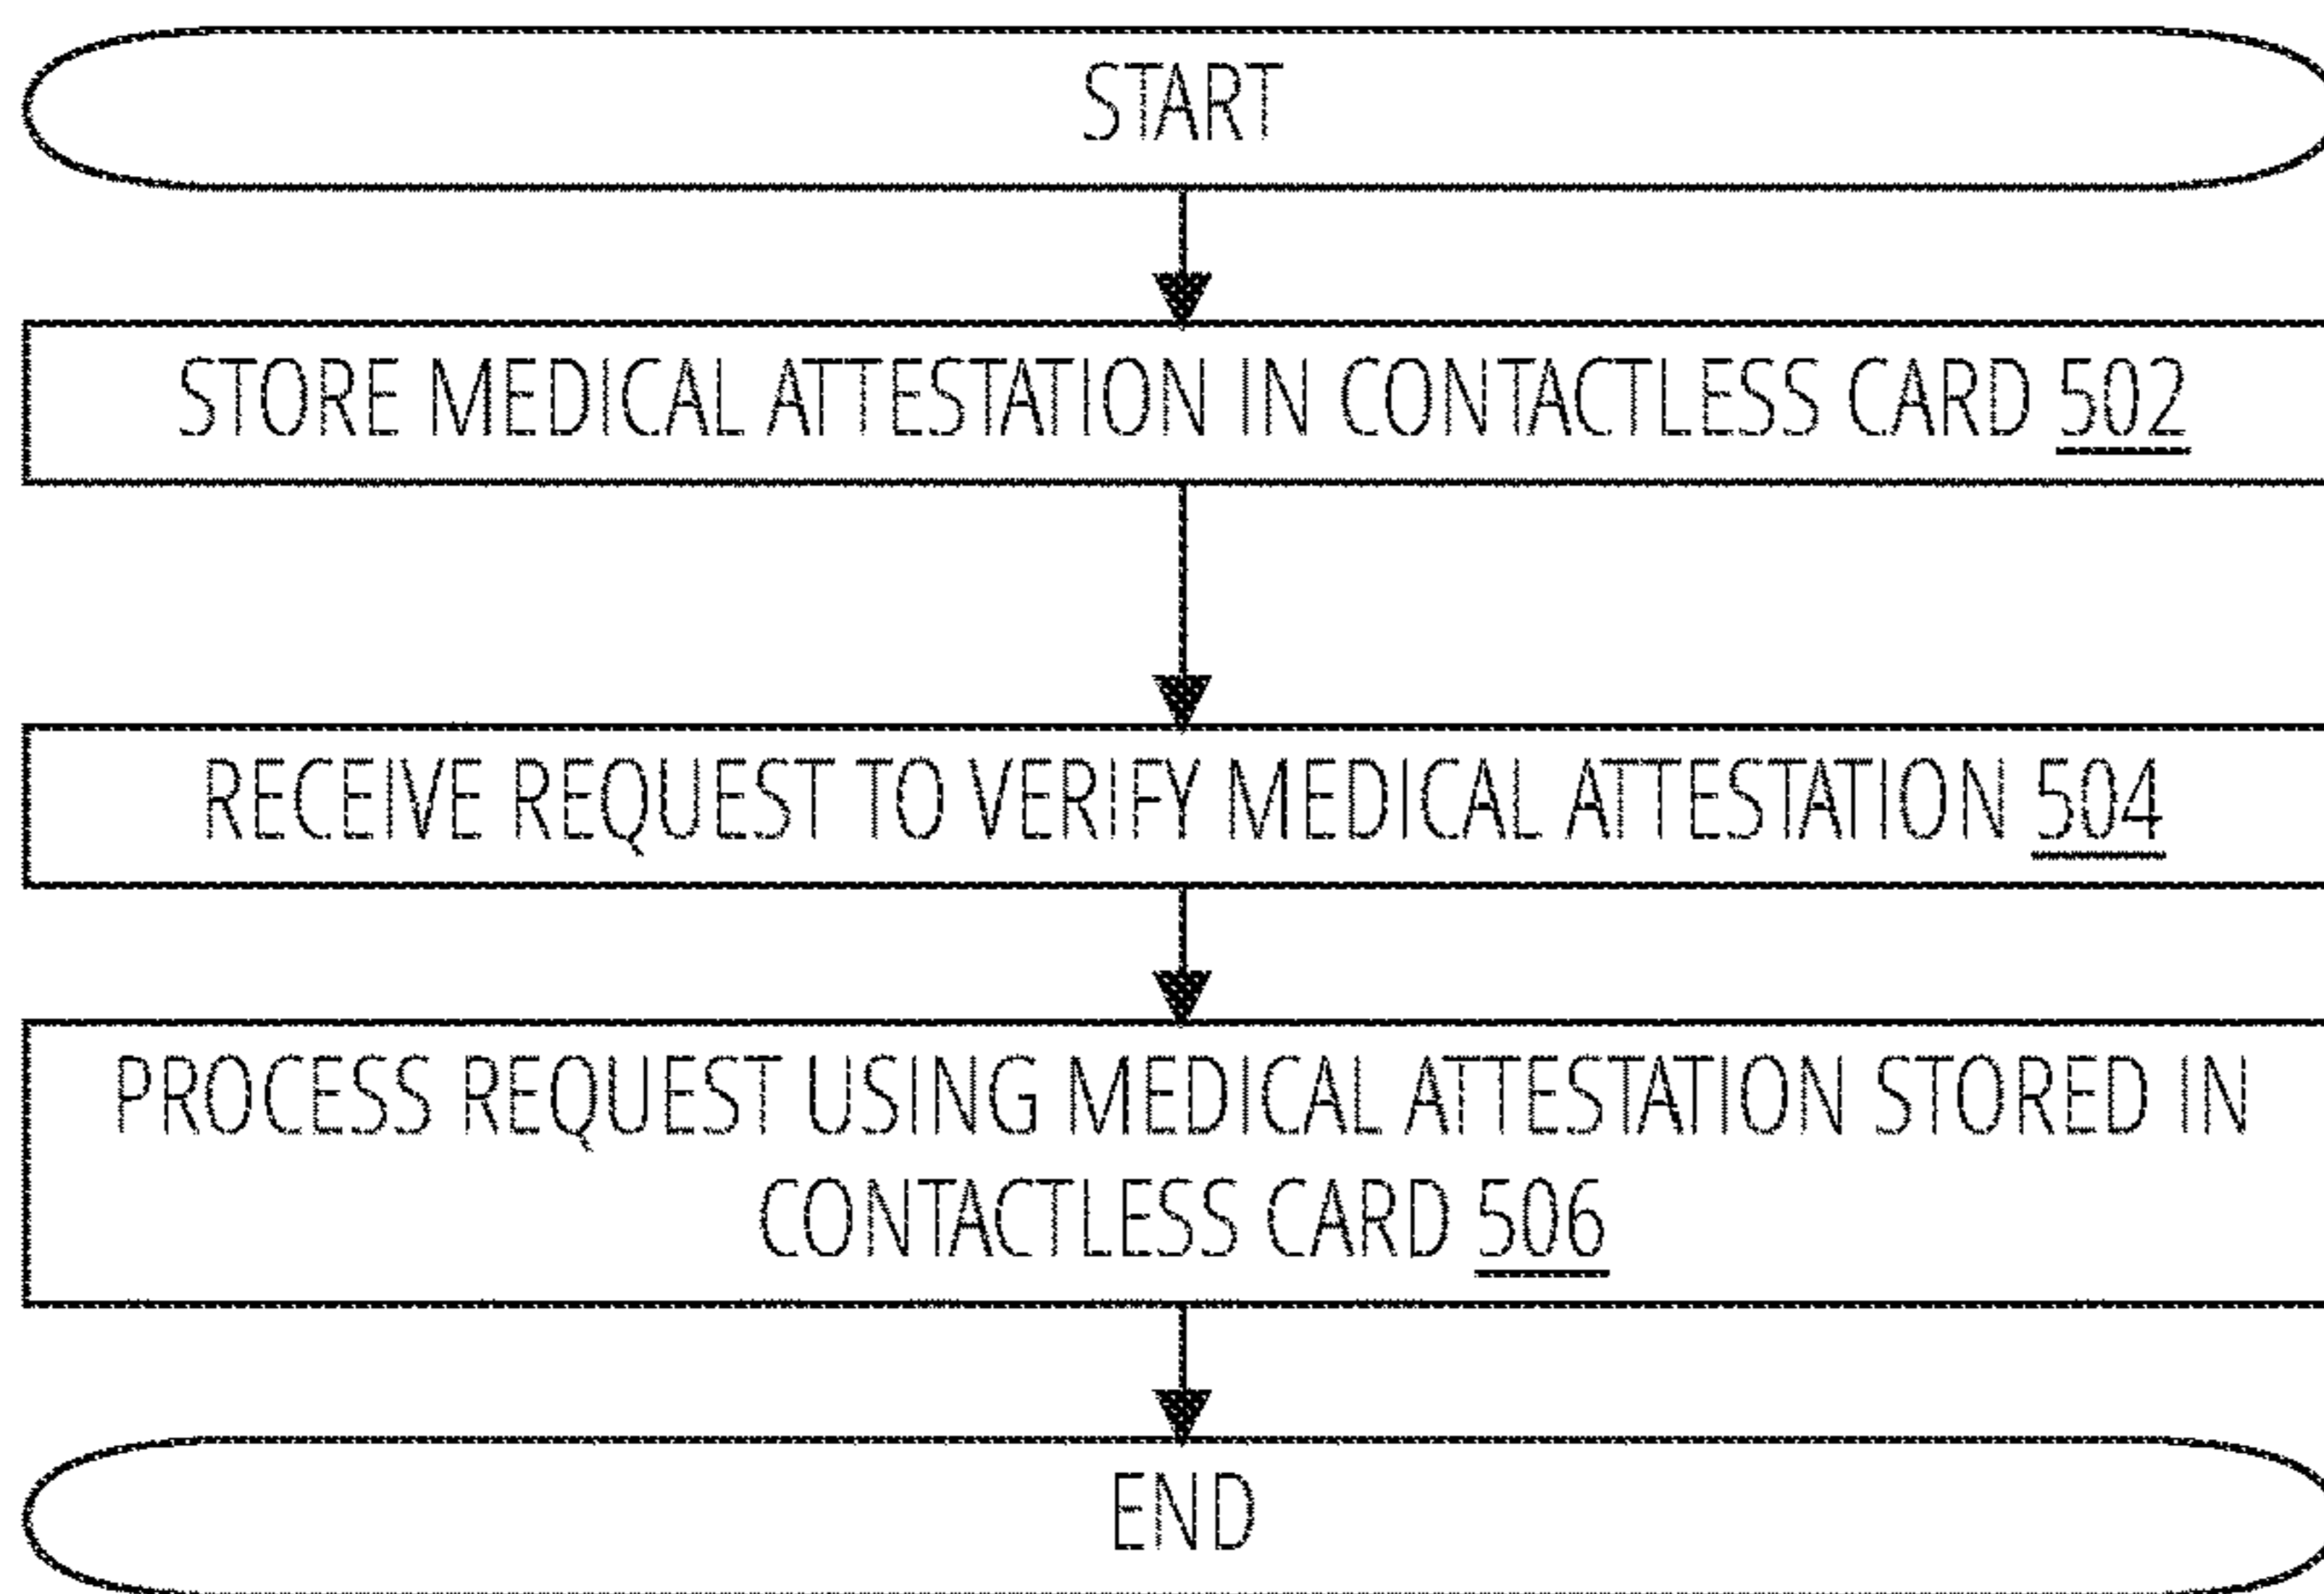 START
STORE MEDICAL ATTESTATION IN CONTACTLESS CARD 502
RECEIVE REQUEST TO VERIFY MEDICAL ATTESTATION 504
PROCESS REQUEST USING MEDICAL ATTESTATION STORED IN
CONTACTLESS CARD 506
END